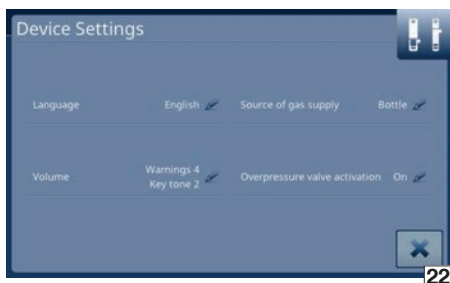 Device Settings
Language English Source of gas supply Bottle
Volume Warnings 4 Key tone 2 Overpressure valve activation On
22